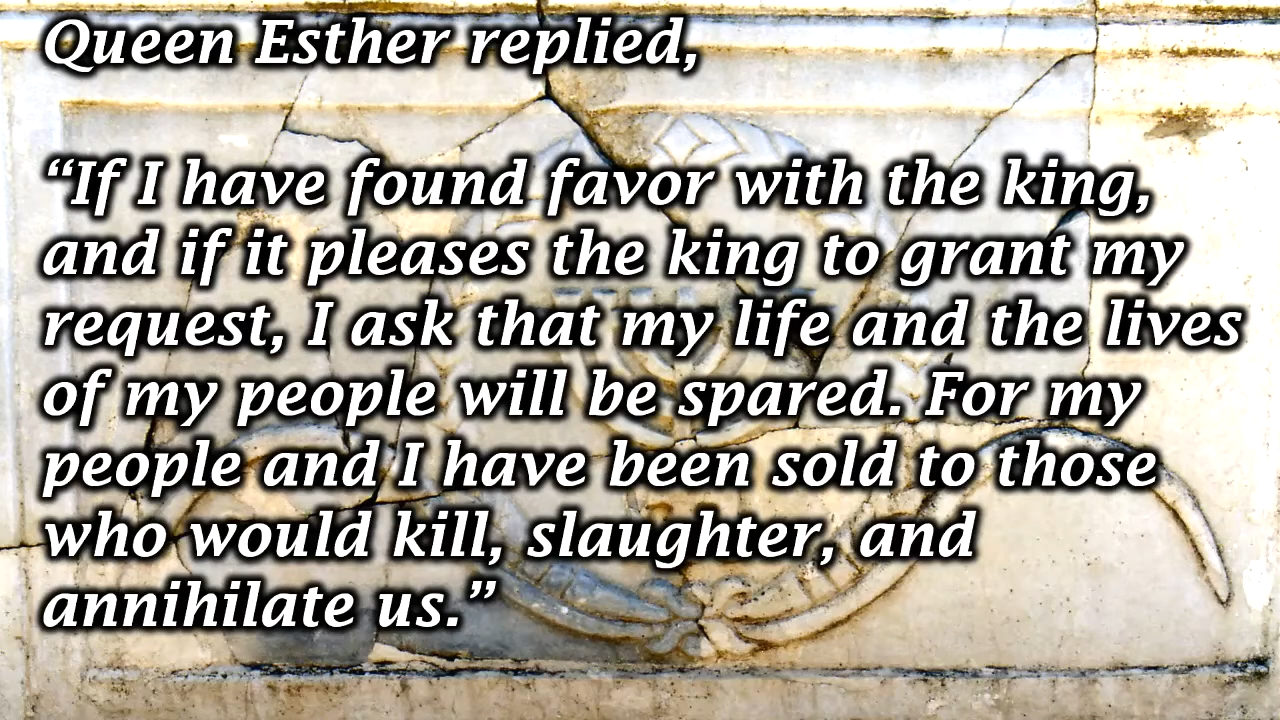 Queen Esther replied,
“If I have found favor with the king,
and if it pleases the king to grant my
request, I ask that my life and the lives
of my people will be spared. For my
people and I have been sold to those
who would kill, slaughter, and
annihilate us.”